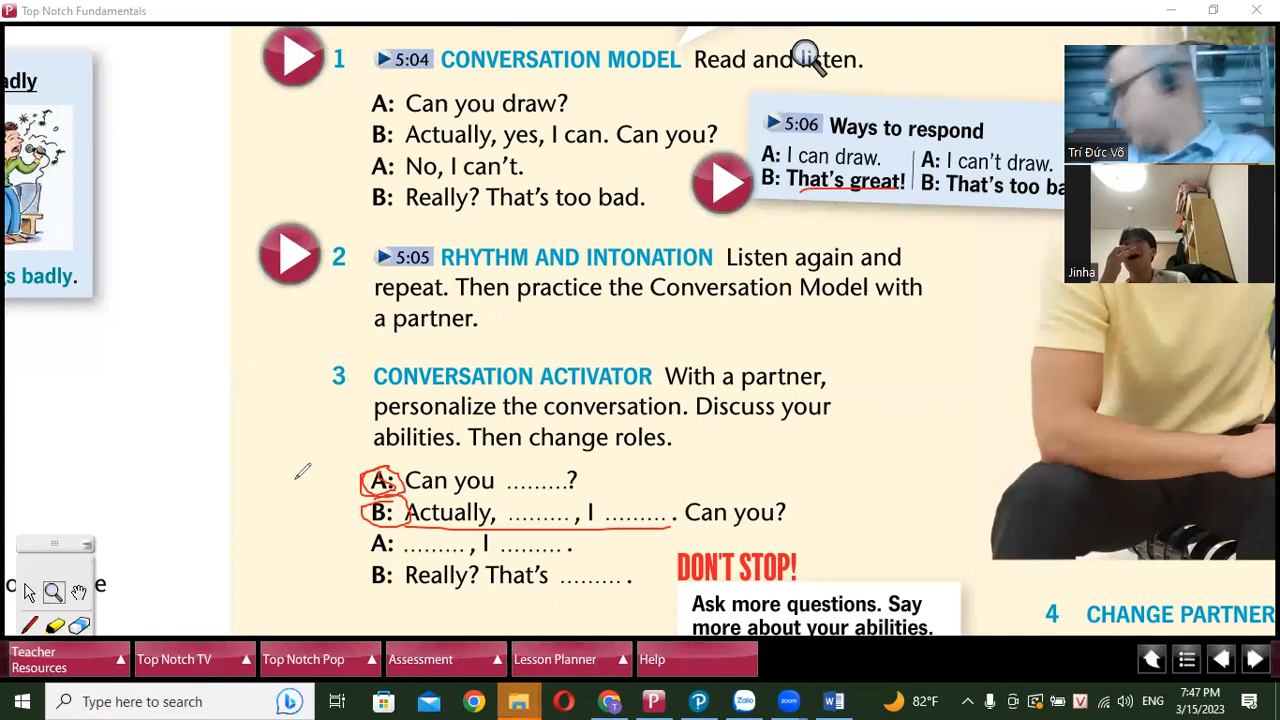 Top Notch Fundamentals
adly
gs badly.
1 5:04 CONVERSATION MODEL Read and listen.
A: Can you draw?
B: Actually, yes, I can. Can you?
A: No, I can't.
B: Really? That's too bad.
5:06 Ways to respond
A: I can draw.
B: That's great!
A: I can't draw.
B: That's too ba
Trí Đức Võ
Jinha
2 5:05 RHYTHM AND INTONATION Listen again and
repeat. Then practice the Conversation Model with
a partner.
3 CONVERSATION ACTIVATOR With a partner,
personalize the conversation. Discuss your
abilities. Then change roles.
A: Can you .........?
B: Actually, ........., I ......... . Can you?
A: ........., I ......... .
B: Really? That's ......... .
DON'T STOP!
Ask more questions. Say
more about your abilities.
4 CHANGE PARTNER
Teacher
Resources
Top Notch TV
Top Notch Pop
Assessment
Lesson Planner
Help
Type here to search
82°F
ENG
7:47 PM
3/15/2023